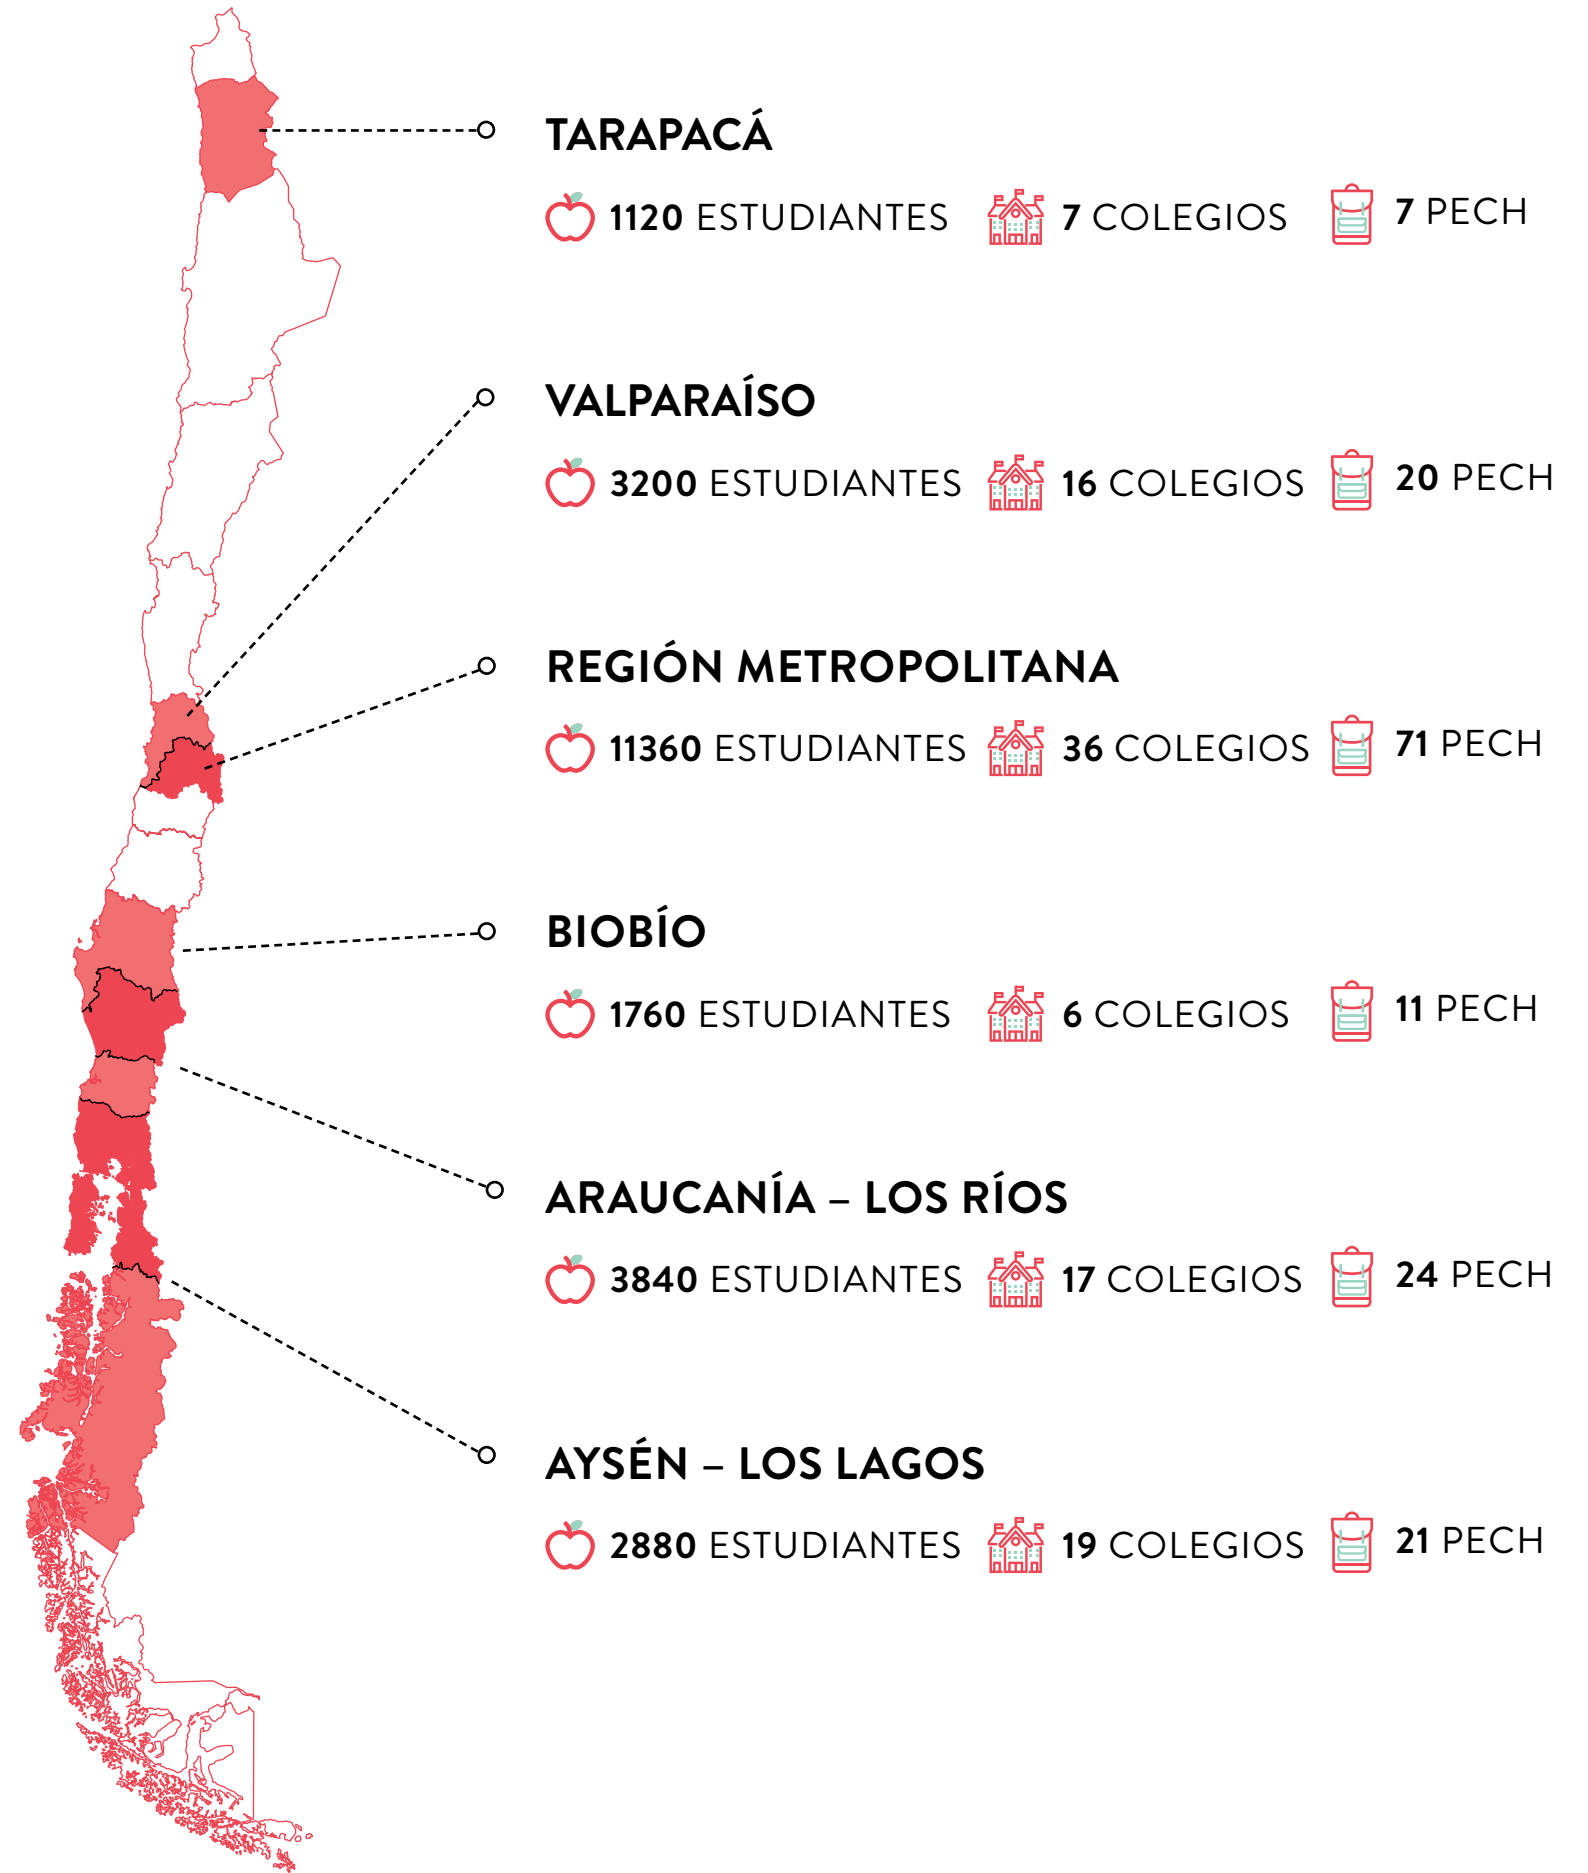 TARAPACÁ
1120 ESTUDIANTES 7 COLEGIOS 7 PECH
VALPARAÍSO
3200 ESTUDIANTES 16 COLEGIOS 20 PECH
REGIÓN METROPOLITANA
11360 ESTUDIANTES 36 COLEGIOS 71 PECH
BIOBÍO
1760 ESTUDIANTES 6 COLEGIOS 11 PECH
ARAUCANÍA – LOS RÍOS
3840 ESTUDIANTES 17 COLEGIOS 24 PECH
AYSÉN – LOS LAGOS
2880 ESTUDIANTES 19 COLEGIOS 21 PECH